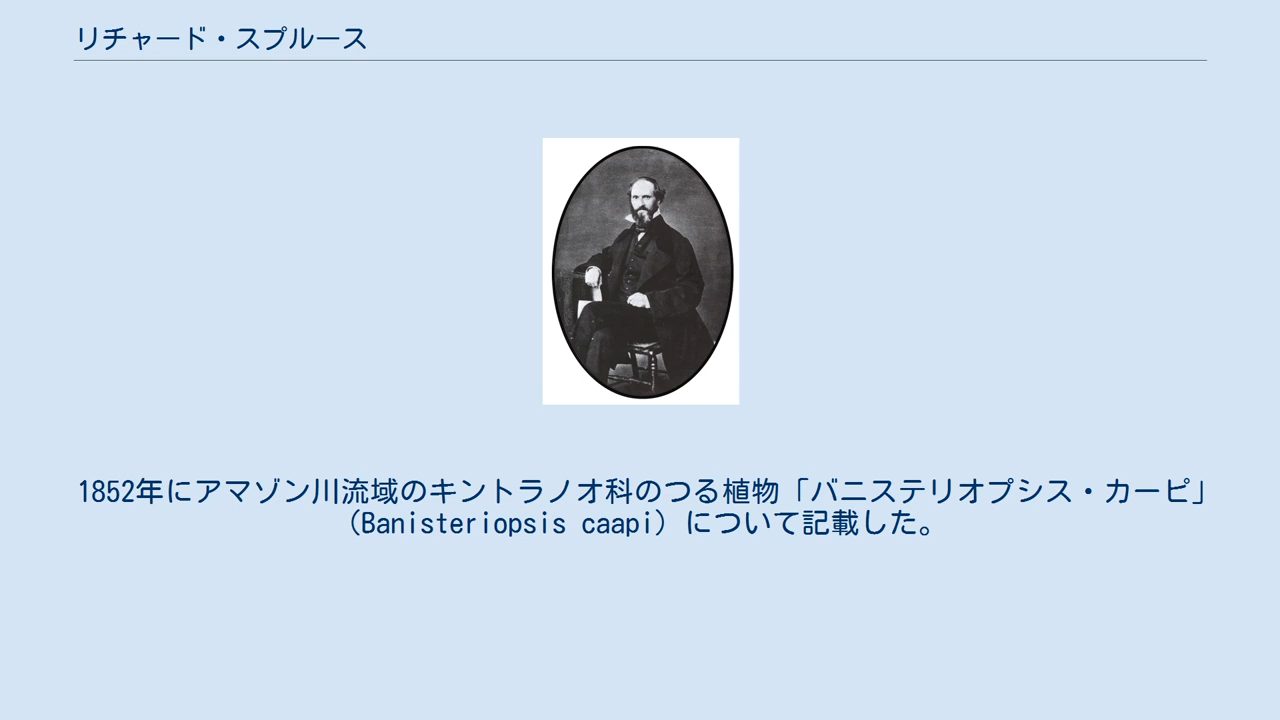 リチャード・スプルース
1852年にアマゾン川流域のキントラノオ科のつる植物「バニステリオプシス・カーピ」
（Banisteriopsis caapi）について記載した。